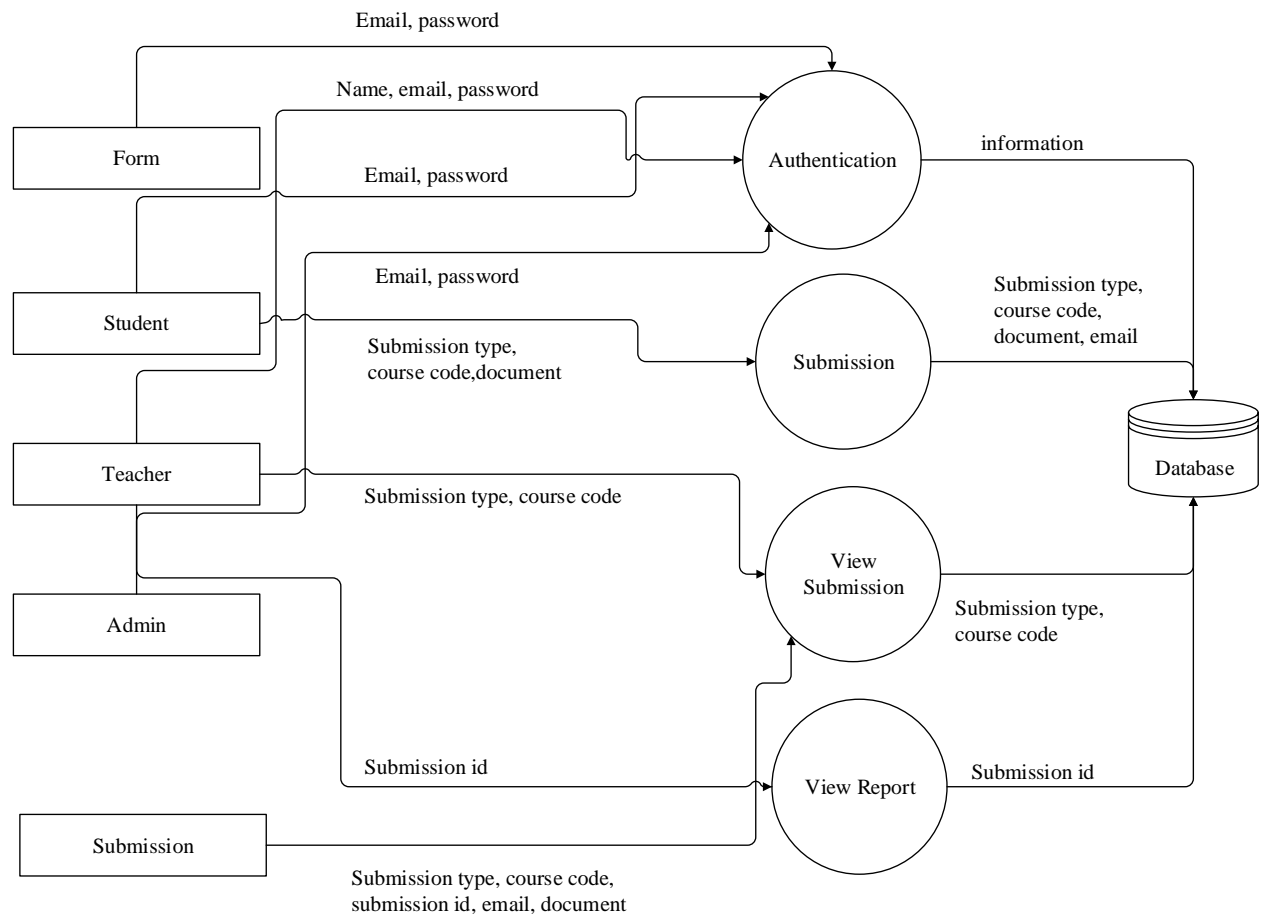 Email, password
Name, email, password
Form
Authentication
information
Email, password
Email, password
Student
Submission type,
course code,document
Submission
Submission type,
course code,
document, email
Teacher
Submission type, course code
Database
View
Submission
Submission type,
course code
Admin
Submission id
View Report
Submission id
Submission
Submission type, course code,
submission id, email, document